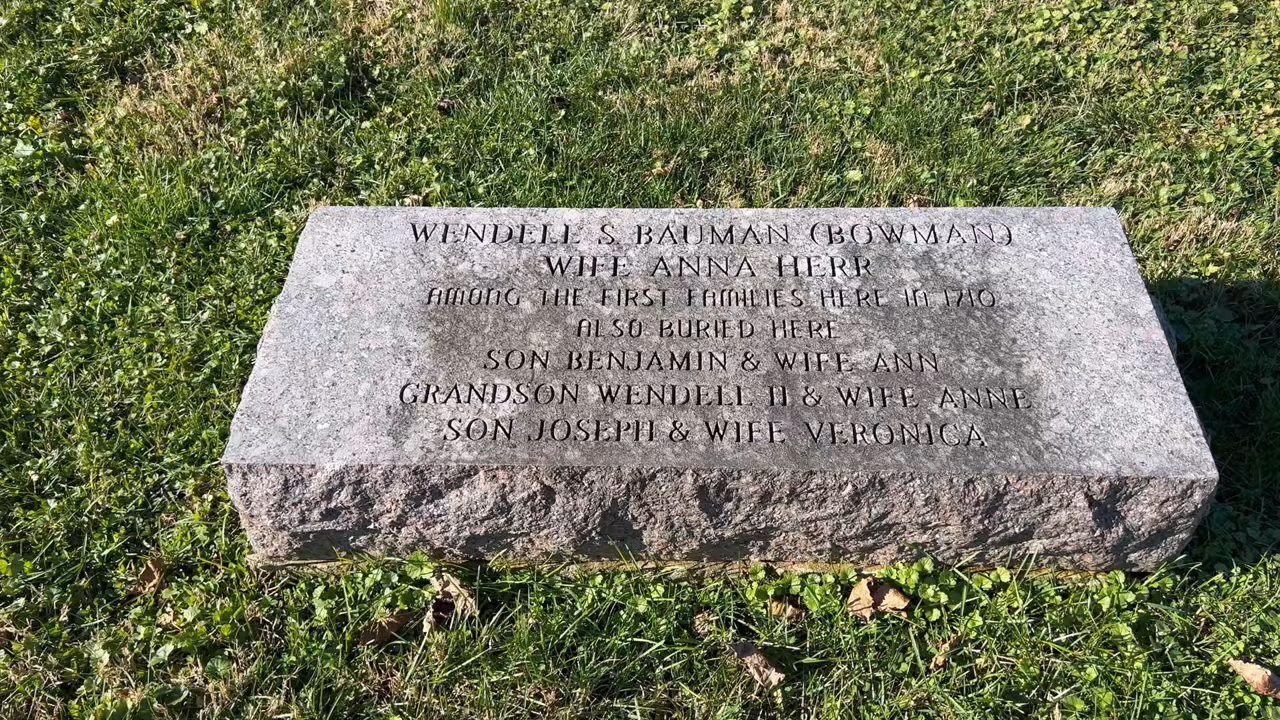 WENDELL S BAUMAN (BOWMAN)
WIFE ANNA HERR
AMONG THE FIRST FAMILIES HERE IN 1710
ALSO BURIED HERE
SON BENJAMIN & WIFE ANN
GRANDSON WENDELL II & WIFE ANNE
SON JOSEPH & WIFE VERONICA